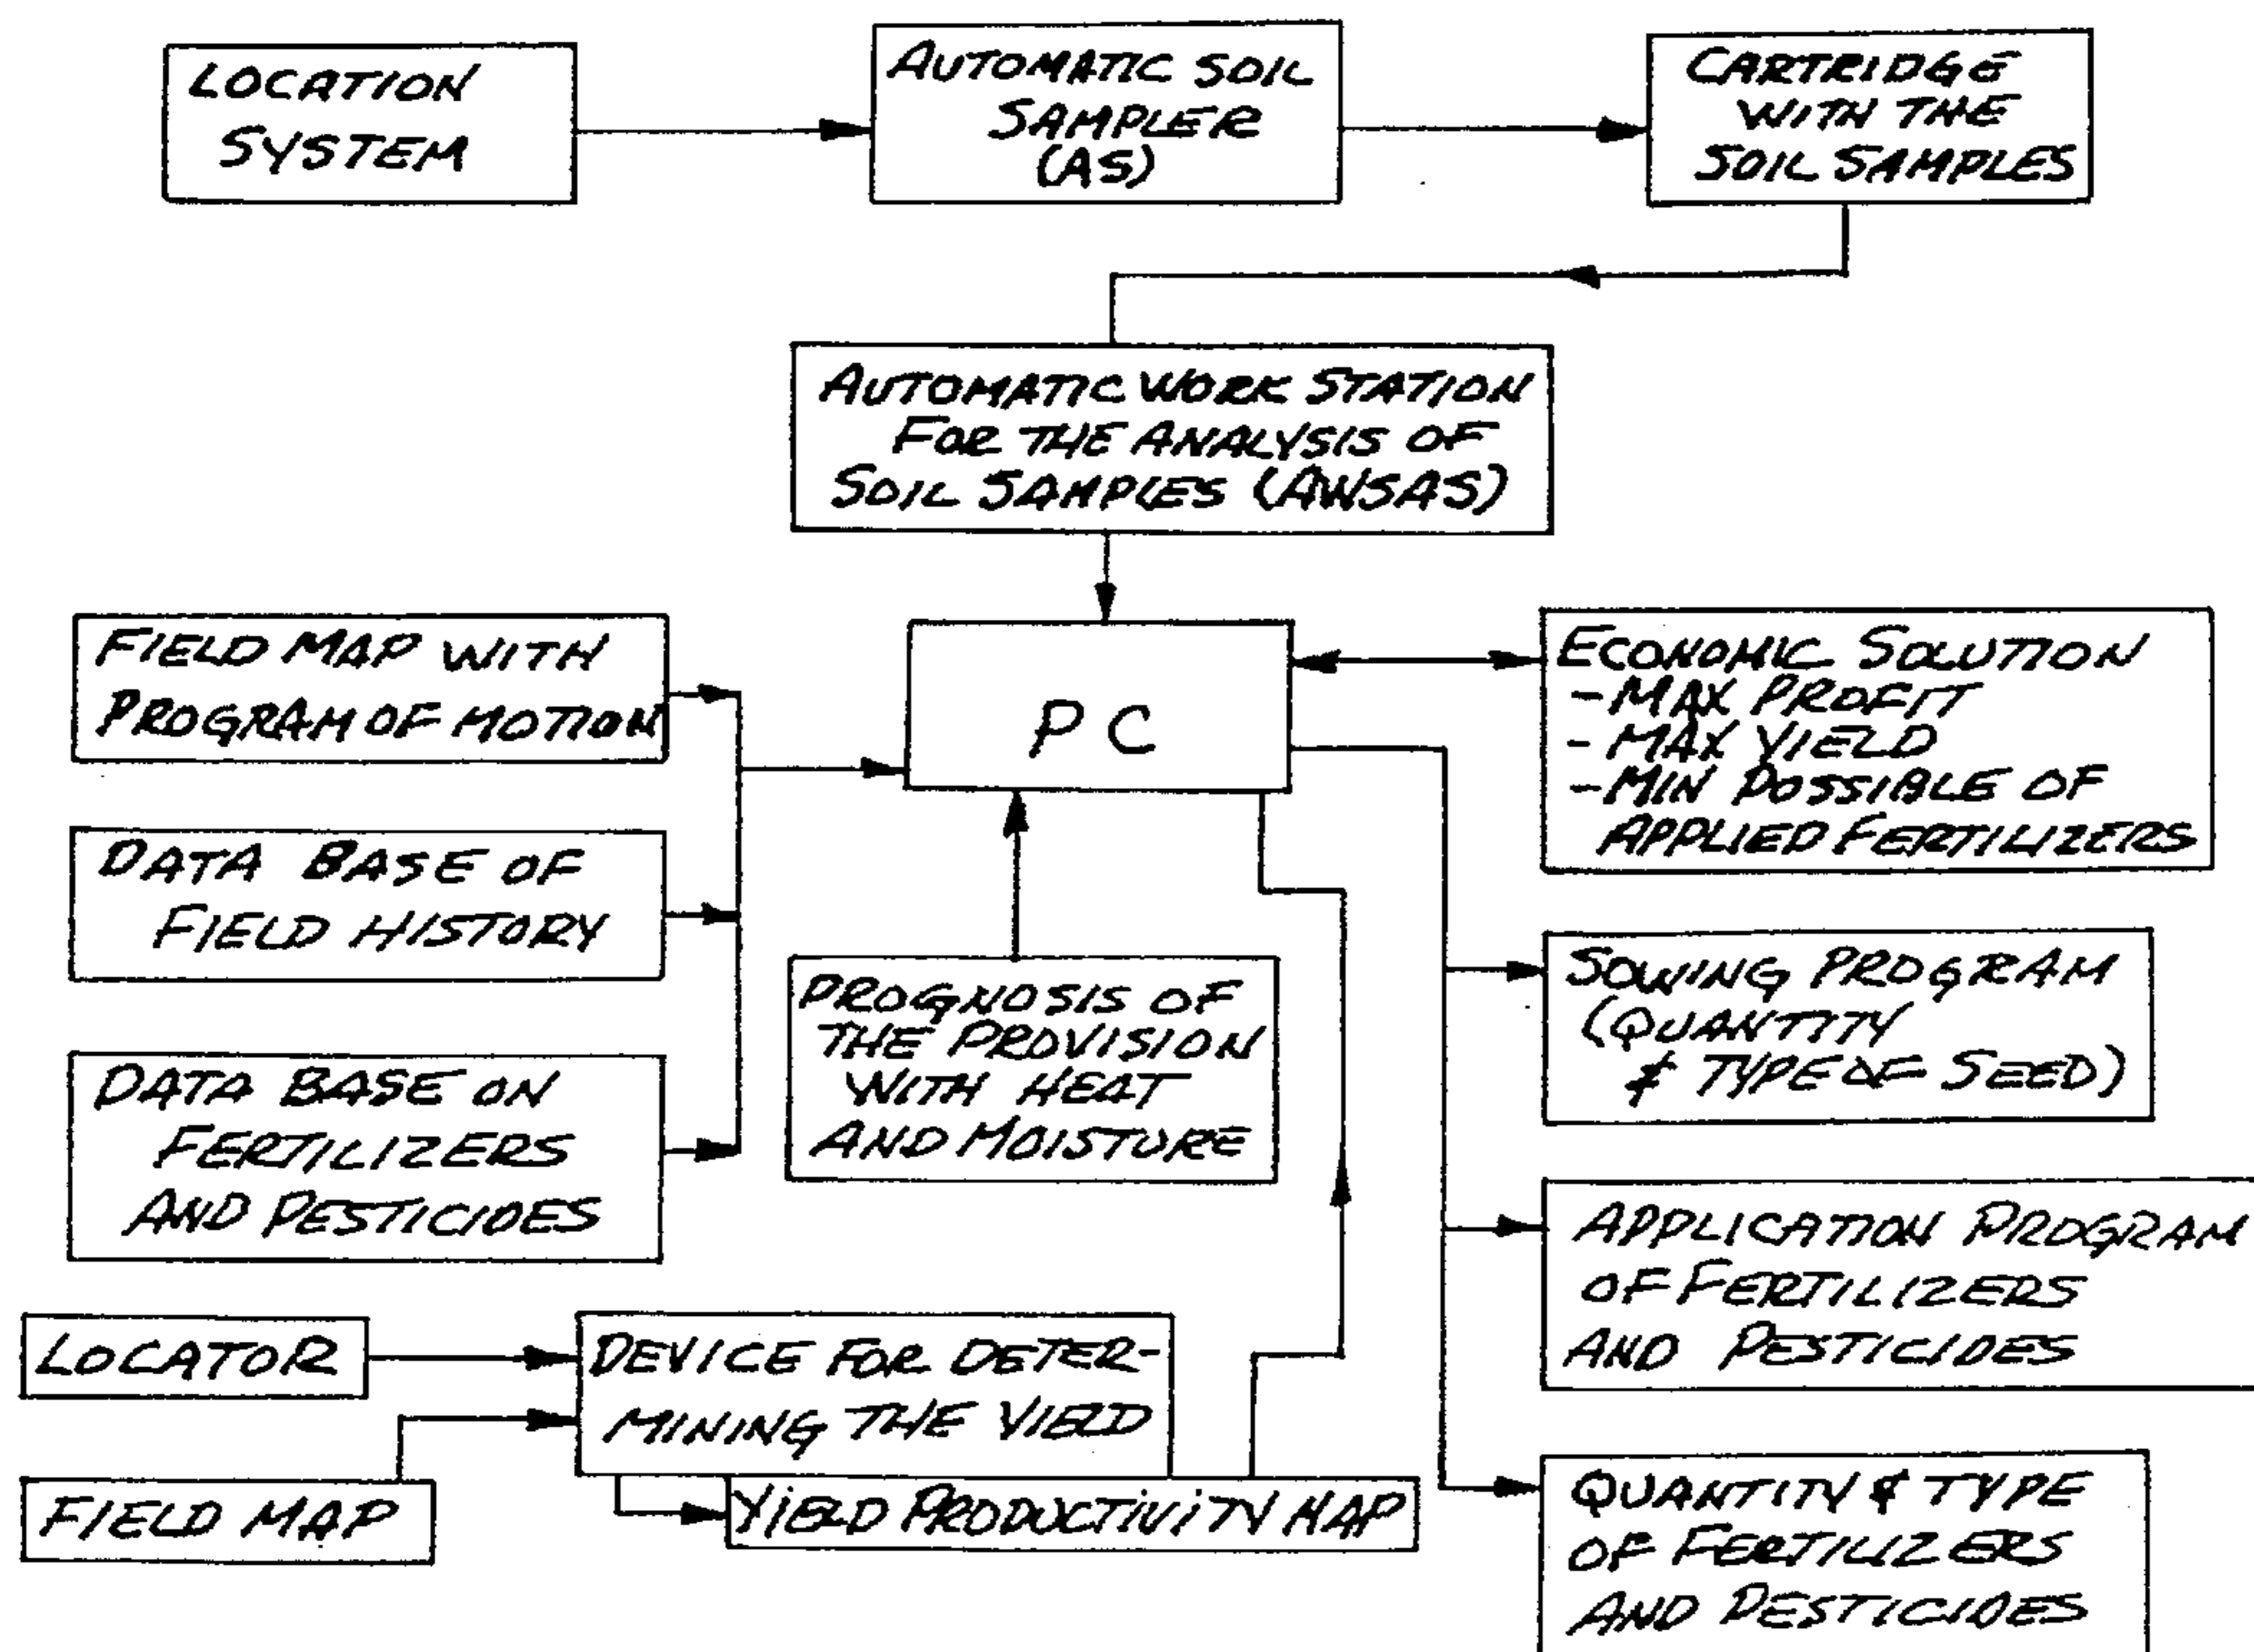 LOCATION
SYSTEM
AUTOMATIC SOIL
SAMPLER
(AS)
CARTRIDGE
WITH THE
SOIL SAMPLES
AUTOMATIC WORK STATION
FOR THE ANALYSIS OF
SOIL SAMPLES (AWSAS)
FIELD MAP WITH
PROGRAM OF MOTION
PC
ECONOMIC SOLUTION
- MAX PROFIT
- MAX YIELD
- MIN POSSIBLE OF
APPLIED FERTILIZERS
DATA BASE OF
FIELD HISTORY
PROGNOSIS OF
THE PROVISION
WITH HEAT
AND MOISTURE
SOWING PROGRAM
(QUANTITY
& TYPE OF SEED)
DATA BASE ON
FERTILIZERS
AND PESTICIDES
APPLICATION PROGRAM
OF FERTILIZERS
AND PESTICIDES
LOCATOR
DEVICE FOR DETER-
MINING THE YIELD
FIELD MAP
YIELD PRODUCTIVITY MAP
QUANTITY & TYPE
OF FERTILIZERS
AND PESTICIDES